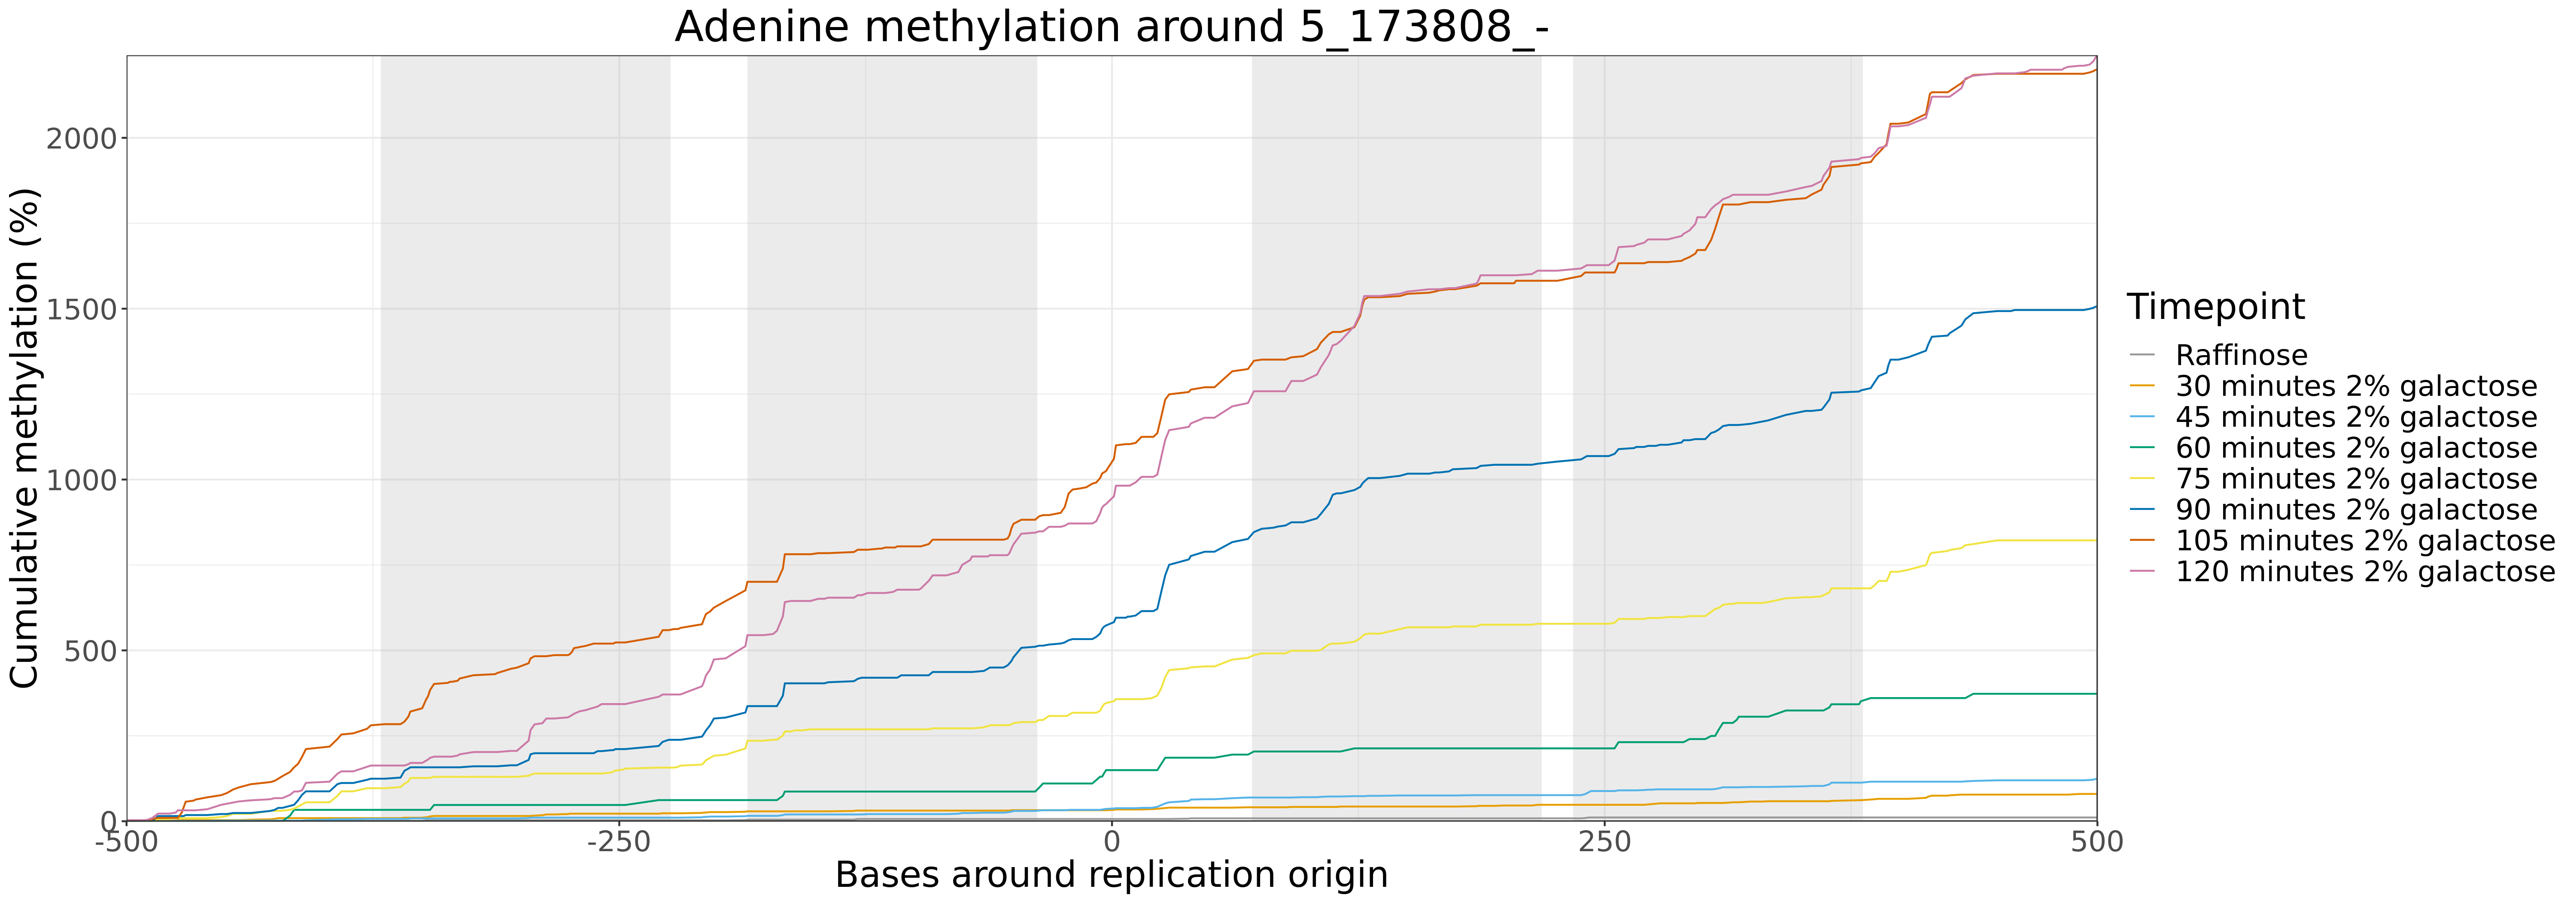 Adenine methylation around 5_173808_-
Cumulative methylation (%)
2000
1500
1000
500
0
-500
-250
0
250
500
Bases around replication origin
Timepoint
Raffinose
30 minutes 2% galactose
45 minutes 2% galactose
60 minutes 2% galactose
75 minutes 2% galactose
90 minutes 2% galactose
105 minutes 2% galactose
120 minutes 2% galactose